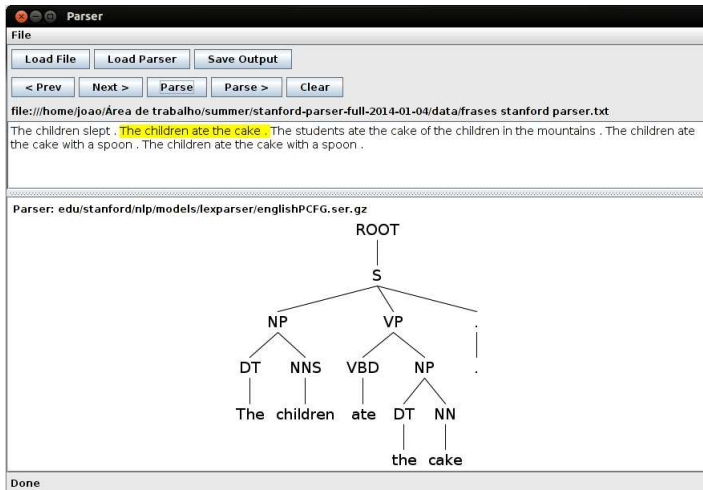 Parser
File
Load File Load Parser Save Output
< Prev Next > Parse Parse > Clear
file:///home/joao/Área de trabalho/summer/stanford-parser-full-2014-01-04/data/frases stanford parser.txt
The children slept . The children ate the cake . The students ate the cake of the children in the mountains . The children ate
the cake with a spoon . The children ate the cake with a spoon .
Parser: edu/stanford/nlp/models/lexparser/englishPCFG.ser.gz
ROOT
S
NP VP .
DT NNS VBD NP .
The children ate DT NN
the cake
Done